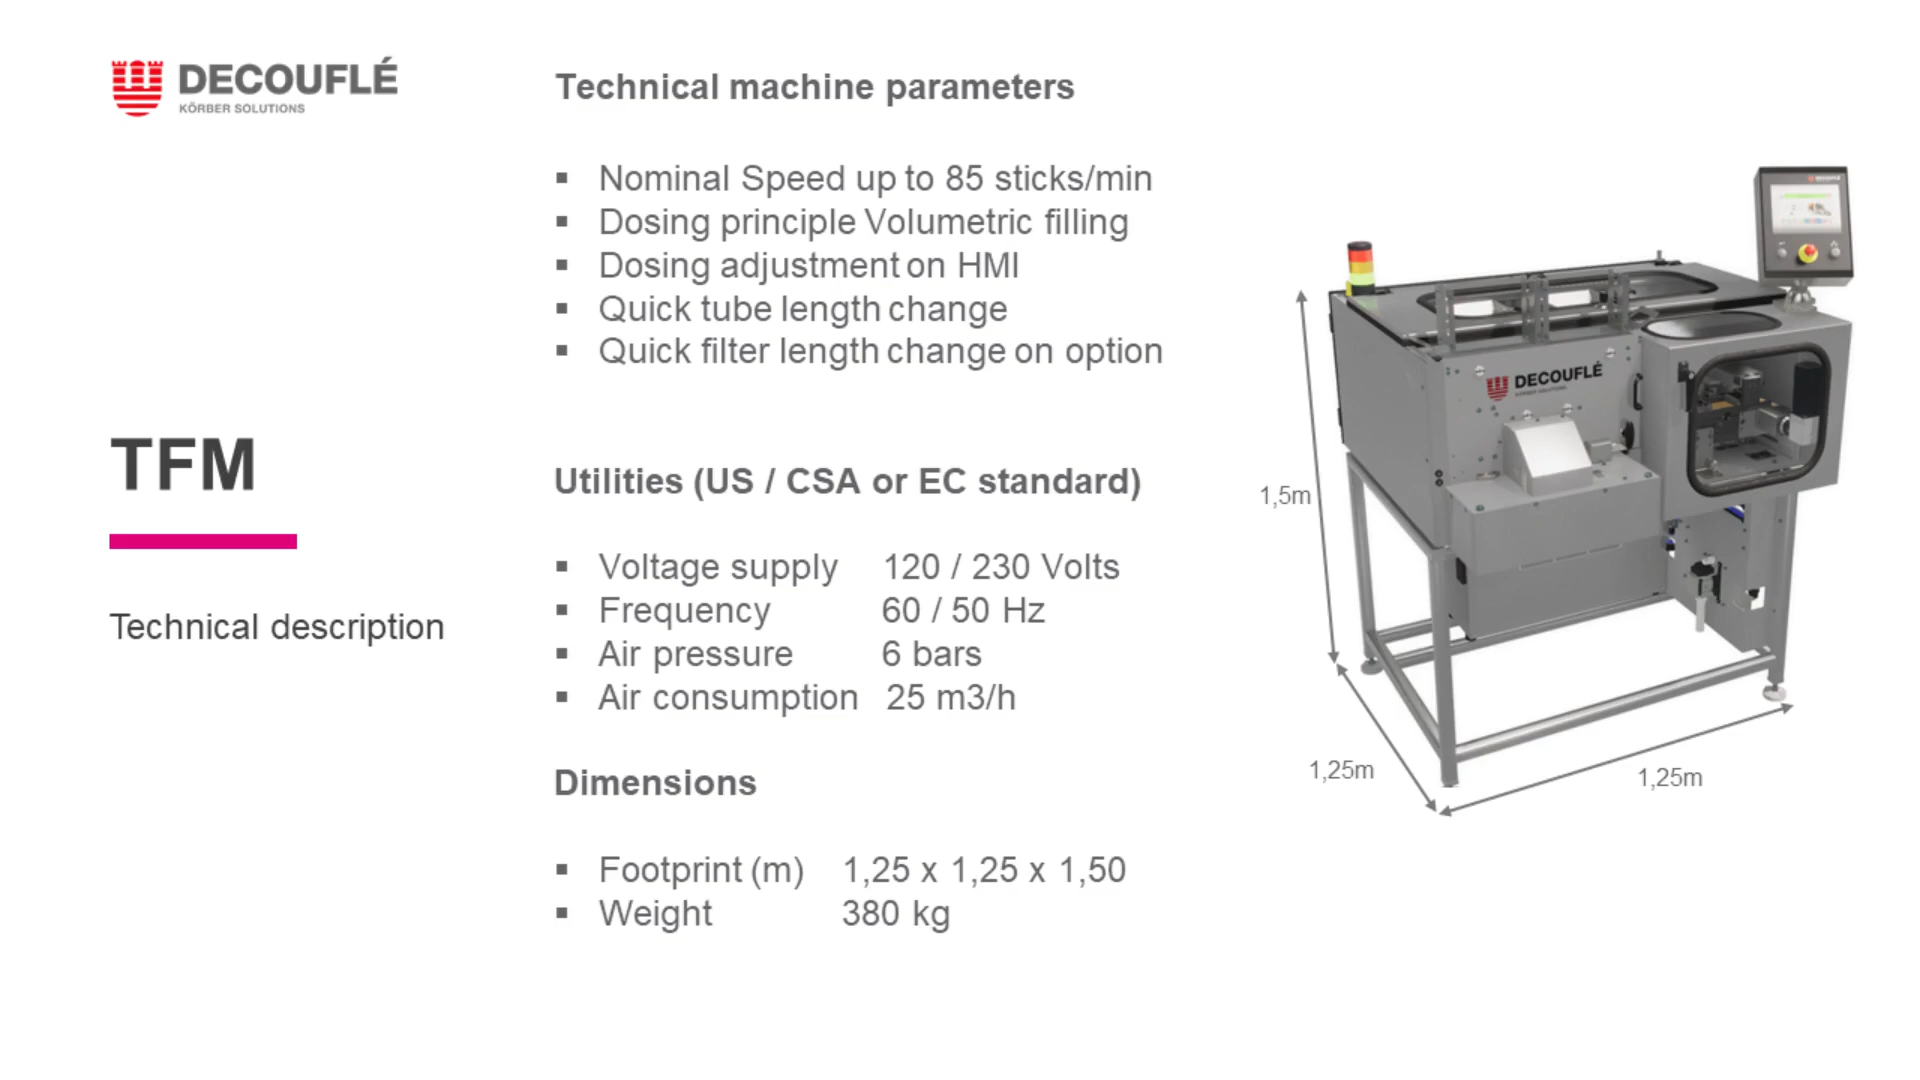 DECOUFLÉ
KÖRBER SOLUTIONS
TFM
Technical description
Technical machine parameters
▪ Nominal Speed up to 85 sticks/min
▪ Dosing principle Volumetric filling
▪ Dosing adjustment on HMI
▪ Quick tube length change
▪ Quick filter length change on option
Utilities (US / CSA or EC standard)
▪ Voltage supply 120 / 230 Volts
▪ Frequency 60 / 50 Hz
▪ Air pressure 6 bars
▪ Air consumption 25 m3/h
Dimensions
▪ Footprint (m) 1,25 x 1,25 x 1,50
▪ Weight 380 kg
DECOUFLÉ
KÖRBER SOLUTIONS
1,5m
1,25m
1,25m